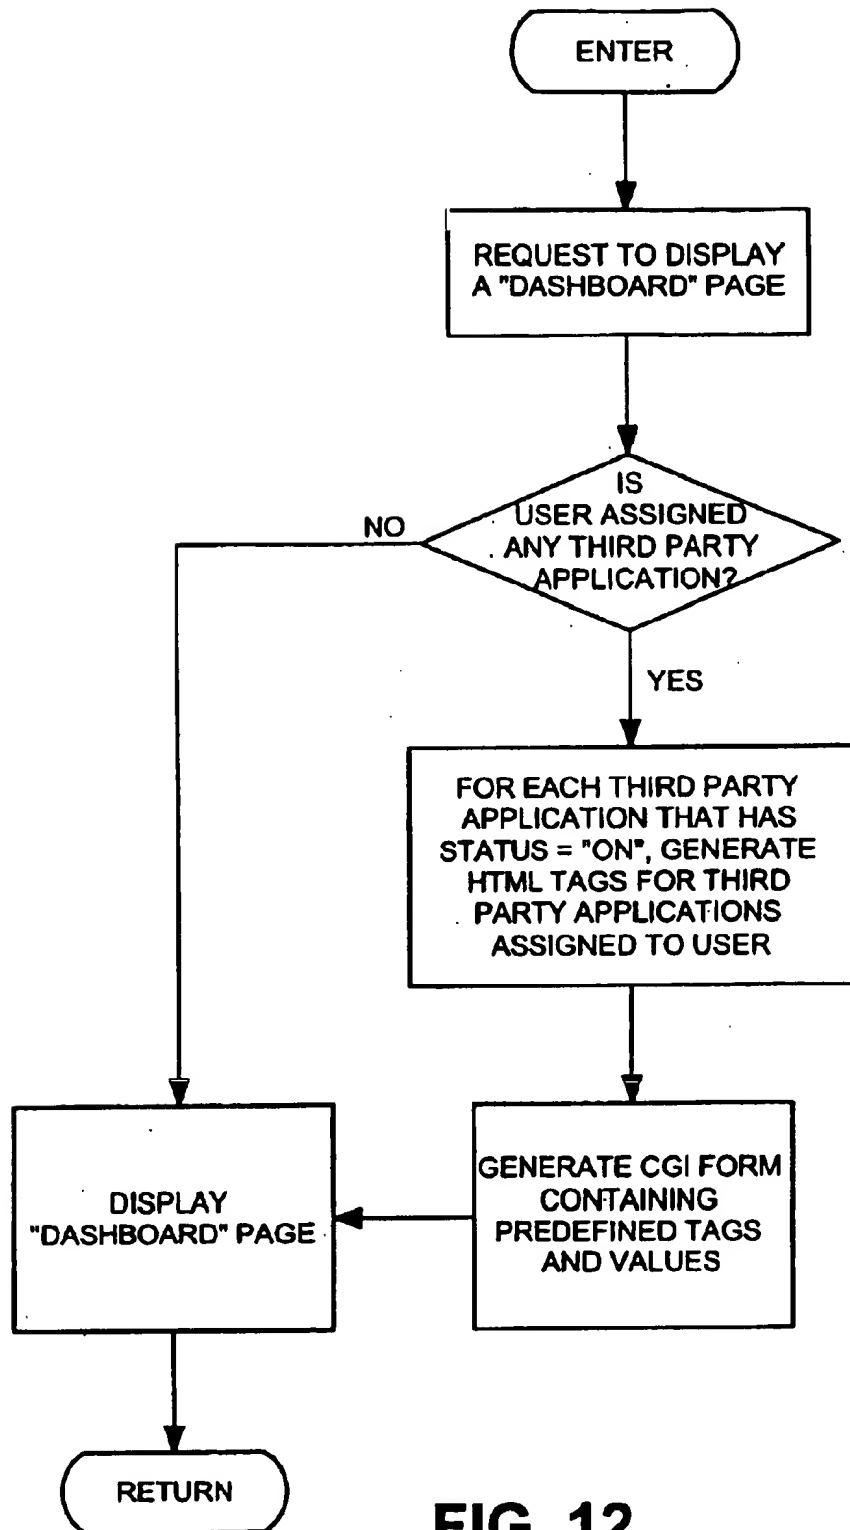 ENTER
REQUEST TO DISPLAY
A "DASHBOARD" PAGE
IS
USER ASSIGNED
ANY THIRD PARTY
APPLICATION?
NO
YES
FOR EACH THIRD PARTY
APPLICATION THAT HAS
STATUS = "ON", GENERATE
HTML TAGS FOR THIRD
PARTY APPLICATIONS
ASSIGNED TO USER
GENERATE CGI FORM
CONTAINING
PREDEFINED TAGS
AND VALUES
DISPLAY
"DASHBOARD" PAGE
RETURN
FIG. 12